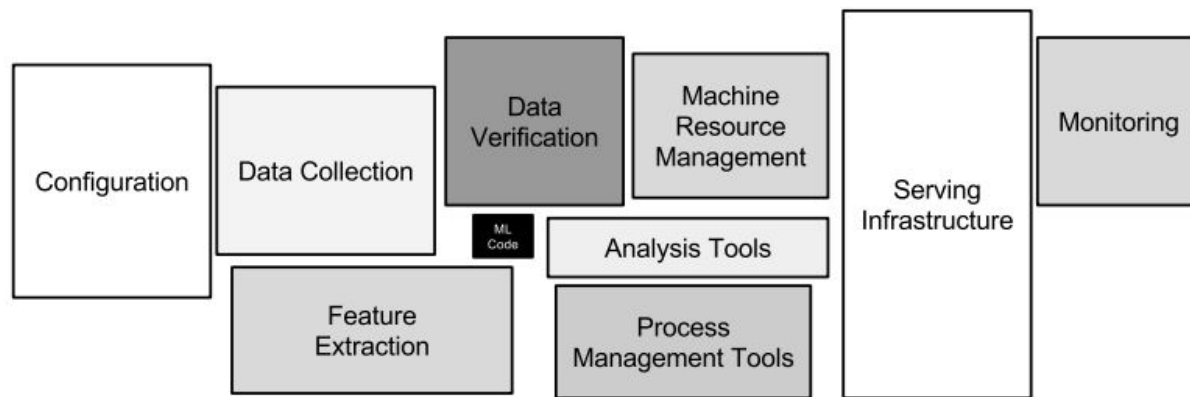 Configuration
Data Collection
Data
Verification
Machine
Resource
Management
Monitoring
Serving
Infrastructure
ML
Code
Analysis Tools
Feature
Extraction
Process
Management Tools